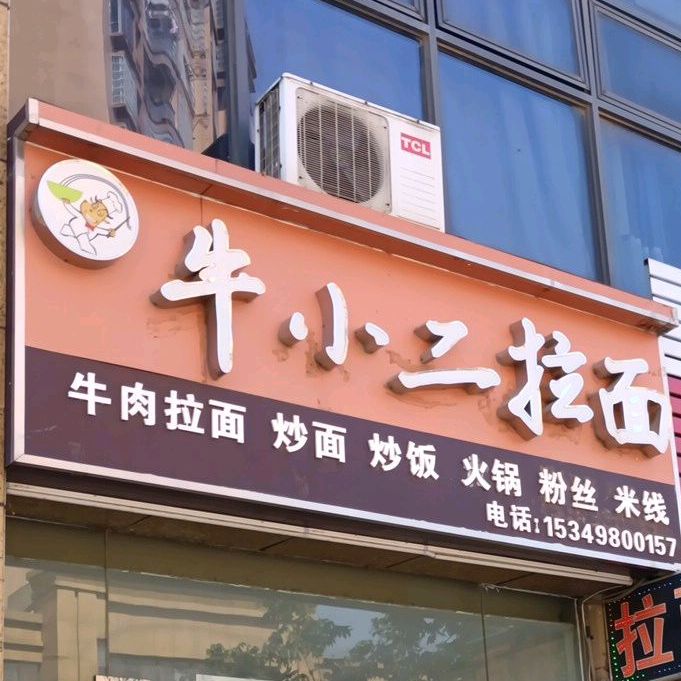 TCL
牛小二拉面
牛肉拉面 炒面 炒饭 火锅 粉丝 米线
电话:15349800157
拉